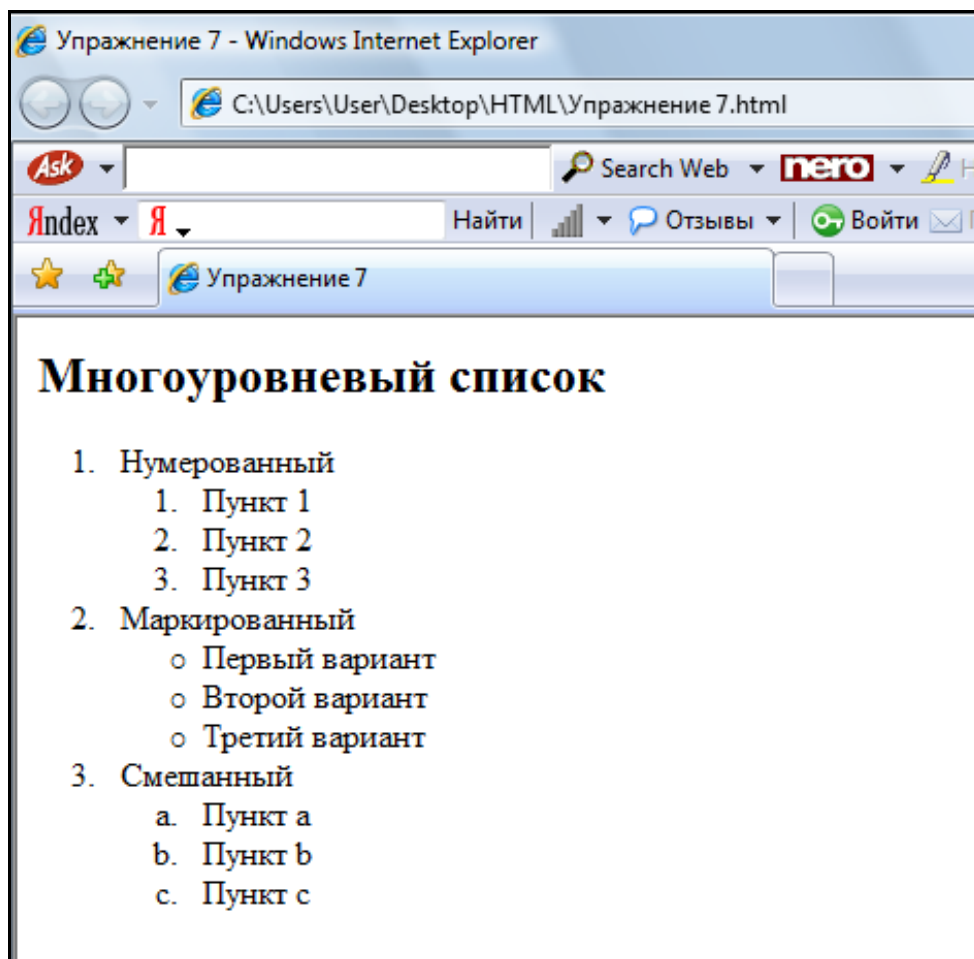 Упражнение 7 - Windows Internet Explorer
C:\Users\User\Desktop\HTML\Упражнение 7.html
Ask Search Web nero
Яndex Я Найти Отзывы Войти
Упражнение 7
Многоуровневый список
1. Нумерованный
1. Пункт 1
2. Пункт 2
3. Пункт 3
2. Маркированный
o Первый вариант
o Второй вариант
o Третий вариант
3. Смешанный
a. Пункт a
b. Пункт b
c. Пункт c